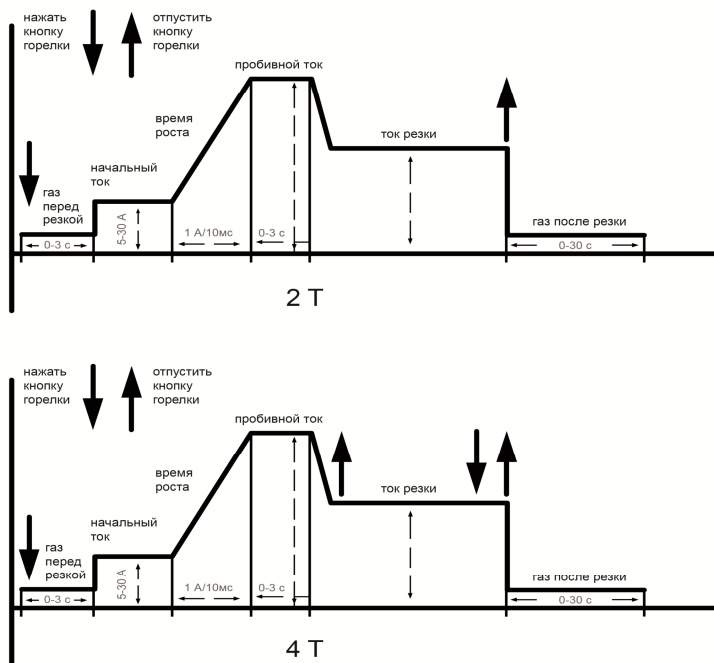 нажать
кнопку
горелки
отпустить
кнопку
горелки
пробивной ток
время
роста
ток резки
начальный
ток
газ
перед
резкой
5-30 А
1 А/10мс
0-3 с
газ после резки
0-3 с
0-30 с
2 Т
нажать
кнопку
горелки
отпустить
кнопку
горелки
пробивной ток
время
роста
ток резки
начальный
ток
газ
перед
резкой
5-30 А
1 А/10мс
0-3 с
газ после резки
0-3 с
0-30 с
4 Т